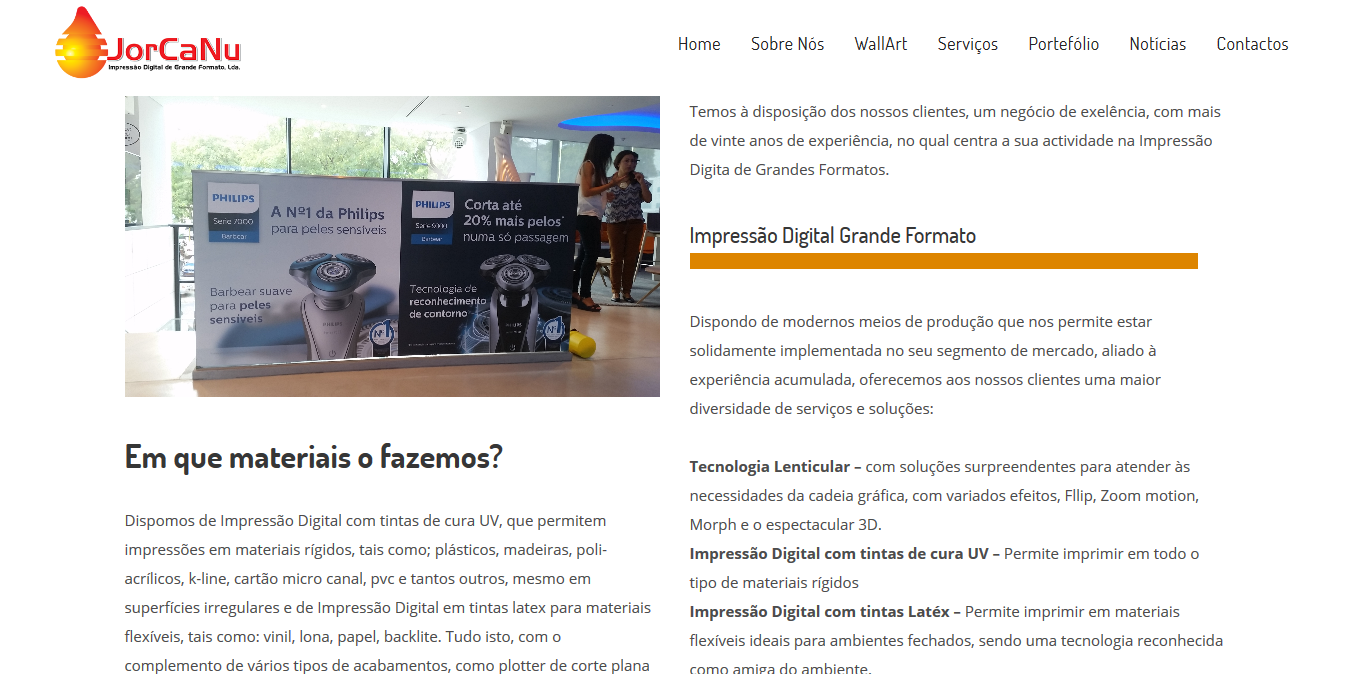 JorCaNu
Impressão Digital de Grande Formato, Lda.
Home
Sobre Nós
WallArt
Serviços
Portefólio
Notícias
Contactos
PHILIPS
Serie 7000
Barbear
A Nº1 da Philips
para peles sensíveis
Barbear suave
para peles
sensíveis
PHILIPS
Nº1
PHILIPS
Serie 9000
Barbear
Corta até
20% mais pelos*
numa só passagem
Tecnologia de
reconhecimento
de contorno
Nº1
Em que materiais o fazemos?
Dispomos de Impressão Digital com tintas de cura UV, que permitem
impressões em materiais rígidos, tais como; plásticos, madeiras, poli-
acrílicos, k-line, cartão micro canal, pvc e tantos outros, mesmo em
superfícies irregulares e de Impressão Digital em tintas latex para materiais
flexíveis, tais como: vinil, lona, papel, backlite. Tudo isto, com o
complemento de vários tipos de acabamentos, como plotter de corte plana
Temos à disposição dos nossos clientes, um negócio de exelência, com mais
de vinte anos de experiência, no qual centra a sua actividade na Impressão
Digita de Grandes Formatos.
Impressão Digital Grande Formato
Dispondo de modernos meios de produção que nos permite estar
solidamente implementada no seu segmento de mercado, aliado à
experiência acumulada, oferecemos aos nossos clientes uma maior
diversidade de serviços e soluções:
Tecnologia Lenticular – com soluções surpreendentes para atender às
necessidades da cadeia gráfica, com variados efeitos, Fllip, Zoom motion,
Morph e o espectacular 3D.
Impressão Digital com tintas de cura UV – Permite imprimir em todo o
tipo de materiais rígidos
Impressão Digital com tintas Latéx – Permite imprimir em materiais
flexíveis ideais para ambientes fechados, sendo uma tecnologia reconhecida
como amiga do ambiente.